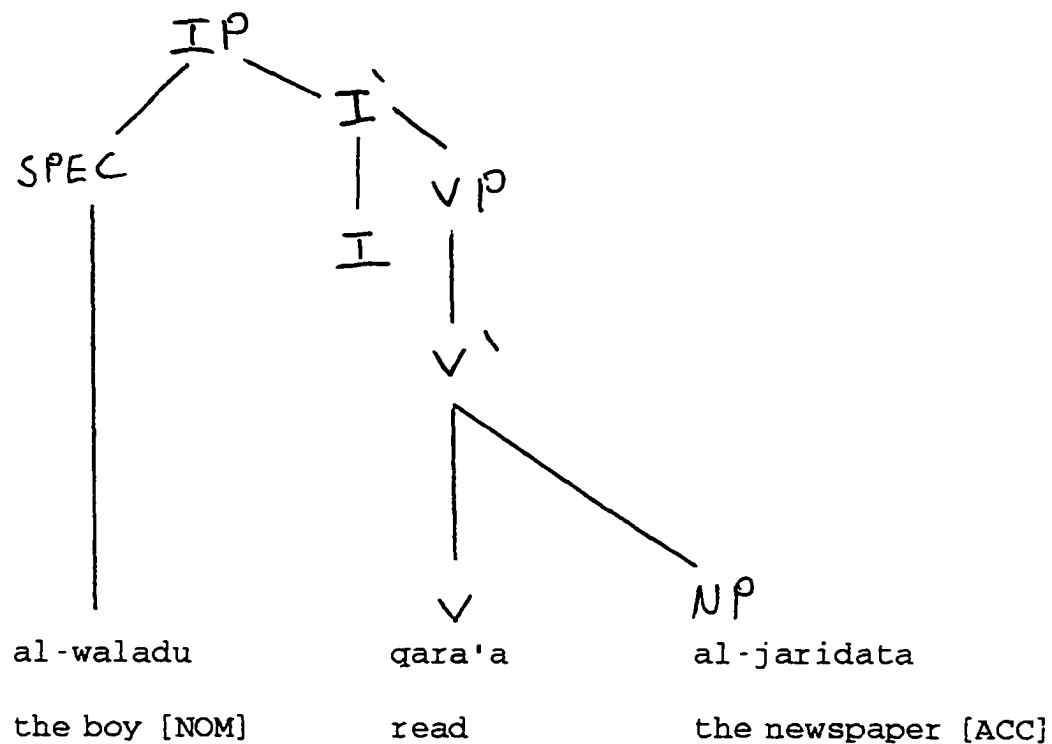 IP
I`
SPEC
VP
I
V`
V
NP
al-waladu qara'a al-jaridata
the boy [NOM] read the newspaper [ACC]